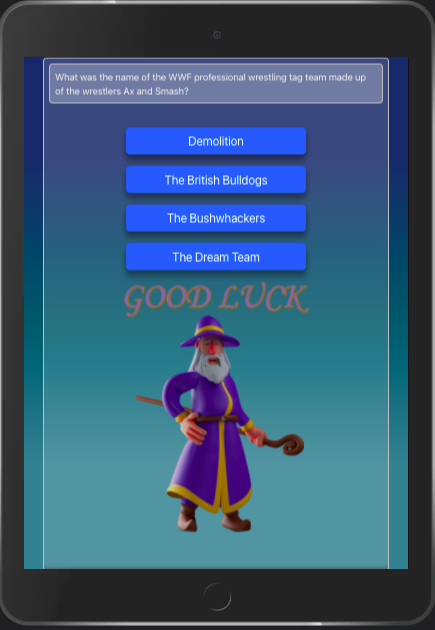 What was the name of the WWF professional wrestling tag team made up
of the wrestlers Ax and Smash?
Demolition
The British Bulldogs
The Bushwhackers
The Dream Team
GOOD LUCK